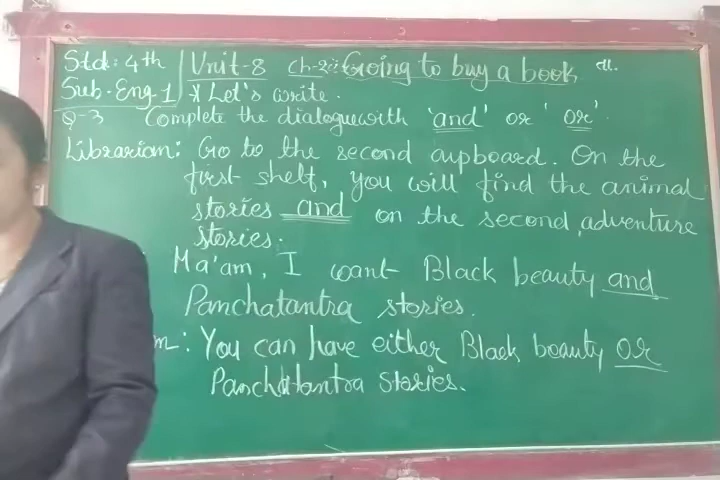 Std: 4th Unit-8 Ch-2: Going to buy a book
Sub-Eng-1 * Let's write.
Q-3 Complete the dialogue with 'and' or 'or'.
Librarian: Go to the second cupboard. On the
first shelf, you will find the animal
stories and on the second, adventure
stories.
: Ma'am, I want Black beauty and
Panchatantra stories.
m: You can have either Black beauty or
Panchatantra stories.